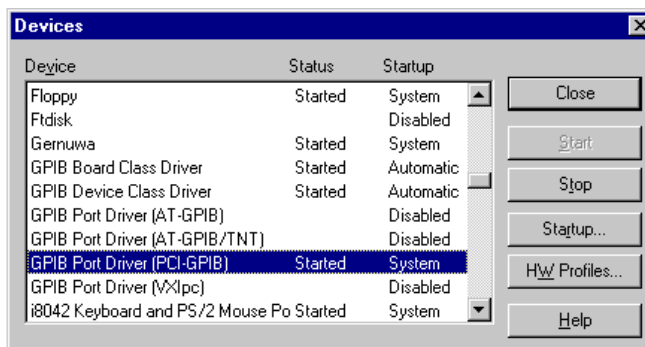 Devices
Device Status Startup
Floppy Started System
Ftdisk Disabled
Gernuwa Started System
GPIB Board Class Driver Started Automatic
GPIB Device Class Driver Started Automatic
GPIB Port Driver (AT-GPIB) Disabled
GPIB Port Driver (AT-GPIB/TNT) Disabled
GPIB Port Driver (PCI-GPIB) Started System
GPIB Port Driver (VXIpc) Disabled
i8042 Keyboard and PS/2 Mouse Po Started System
Close
Start
Stop
Startup...
HW Profiles...
Help